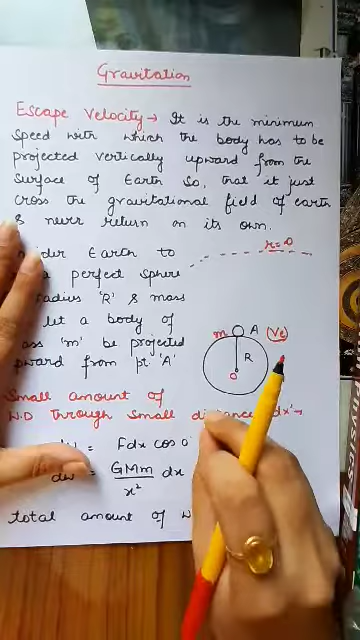 Gravitation
Escape Velocity → It is the minimum
speed with which the body has to be
projected vertically upward from the
surface of Earth so, that it just
cross the gravitational field of earth
& never return on its own.
Earth to
r = ∞
a perfect sphere
radius 'R' & mass
let a body of
'm' be projected
from pt. 'A'
m A Ve
R
O
Small amount of
W.D through small dx' →
= Fdx cos 0
dw = GMm/x² dx
total amount of W